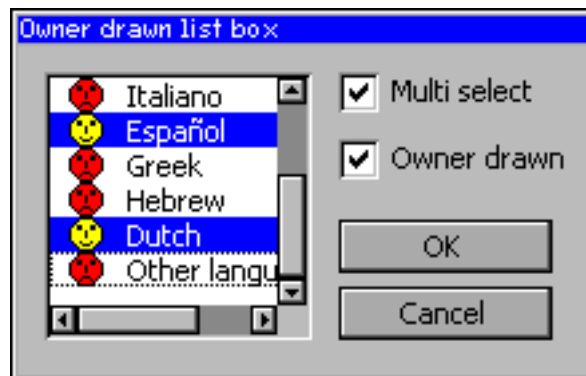 Owner drawn list box
Italiano
Español
Greek
Hebrew
Dutch
Other langu
Multi select
Owner drawn
OK
Cancel